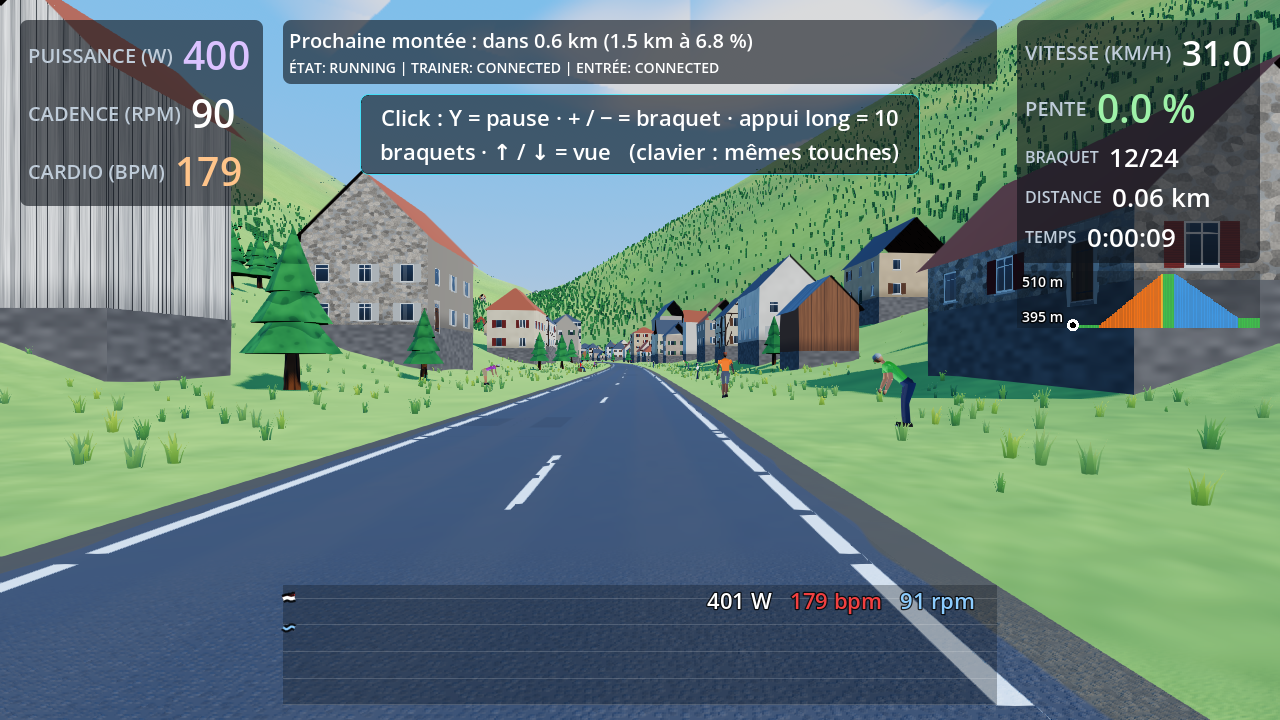 PUISSANCE (W) 400
CADENCE (RPM) 90
CARDIO (BPM) 179
Prochaine montée : dans 0.6 km (1.5 km à 6.8 %)
ÉTAT: RUNNING | TRAINER: CONNECTED | ENTRÉE: CONNECTED
Click : Y = pause · + / − = braquet · appui long = 10
braquets · ↑ / ↓ = vue (clavier : mêmes touches)
VITESSE (KM/H) 31.0
PENTE 0.0 %
BRAQUET 12/24
DISTANCE 0.06 km
TEMPS 0:00:09
510 m
395 m
401 W 179 bpm 91 rpm